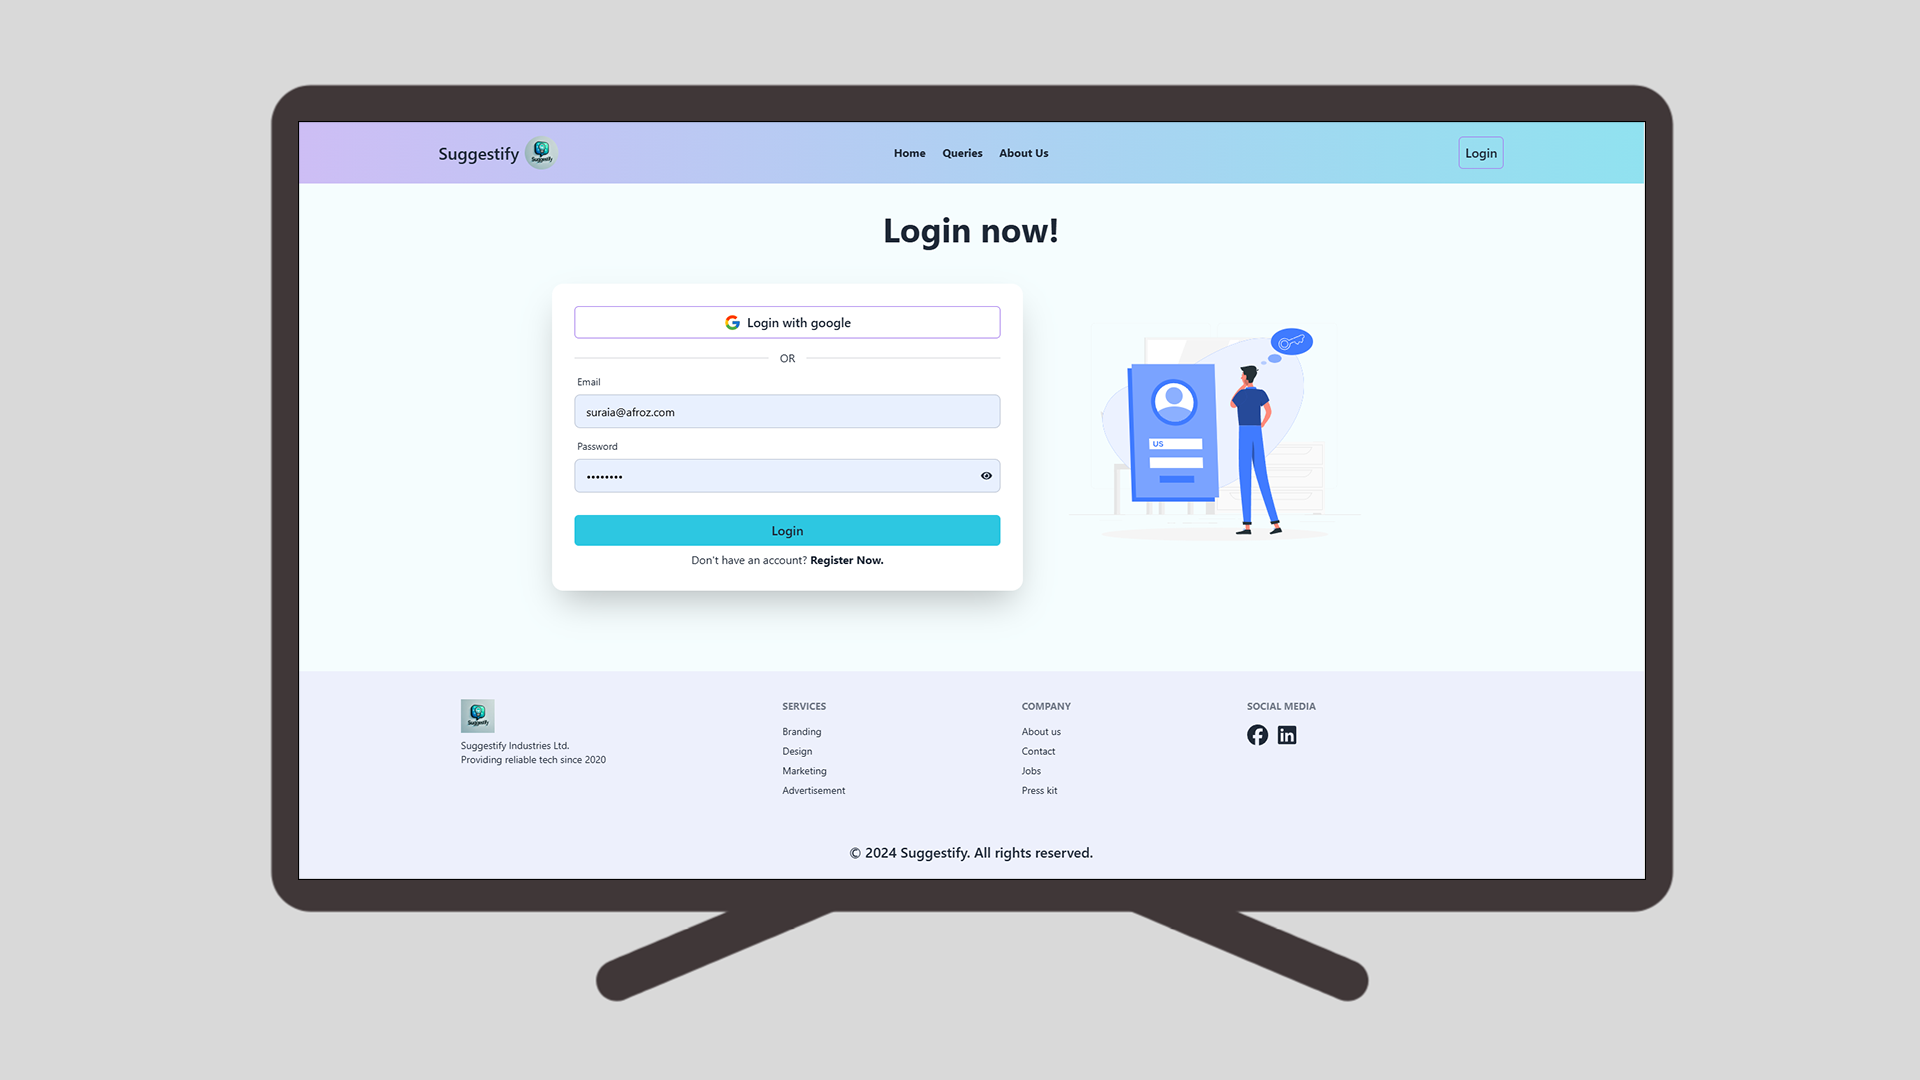 Suggestify
Suggestify
Home
Queries
About Us
Login
Login now!
Login with google
OR
Email
suraia@afroz.com
Password
••••••••
Login
Don't have an account? Register Now.
US
Suggestify
Suggestify Industries Ltd.
Providing reliable tech since 2020
SERVICES
Branding
Design
Marketing
Advertisement
COMPANY
About us
Contact
Jobs
Press kit
SOCIAL MEDIA
© 2024 Suggestify. All rights reserved.